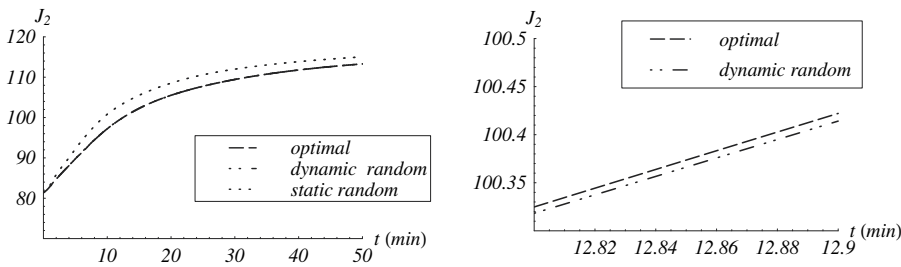 J2
120
110
100
90
80
10 20 30 40 50
t (min)
optimal
dynamic random
static random
J2
100.5
100.45
100.4
100.35
12.82 12.84 12.86 12.88 12.9
t (min)
optimal
dynamic random